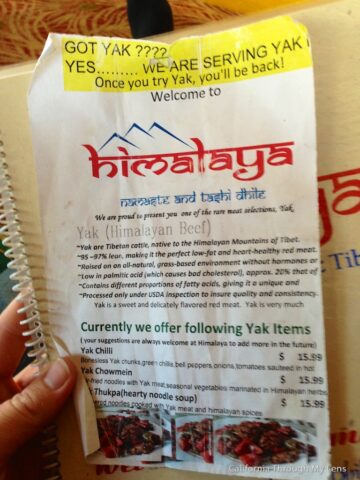 GOT YAK ????
YES......... WE ARE SERVING YAK
Once you try Yak, you'll be back!
Welcome to
himalaya
namaste and tashi dhile
We are proud to present you one of the rare meat selections, Yak,
Yak (Himalayan Beef)
~Yak are Tibetan cattle, native to the Himalayan Mountains of Tibet.
~95 –97% lean, making it the perfect low-fat and heart-healthy red meat.
~Raised on an all-natural, grass-based environment without harmones or
~Low in palmitic acid (which causes bad cholesterol), approx. 20% that of
~Contains different proportions of fatty acids, giving it a unique and
~Processed only under USDA inspection to insure quality and consistency.
Yak is a sweet and delicately flavored red meat. Yak is very much
Currently we offer following Yak Items
( your suggestions are always welcome at Himalaya to add more in the future)
Yak Chilli $ 15.99
Boneless Yak chunks,green chilis,bell peppers,onions,tomatoes sauteed in hot
Yak Chowmein $ 15.99
fried noodles with Yak meat,seasonal vegetables marinated in Himalayan herbs
Thukpa(hearty noodle soup) $ 15.99
noodles cooked with Yak meat and himalayan spices
California Through My Lens